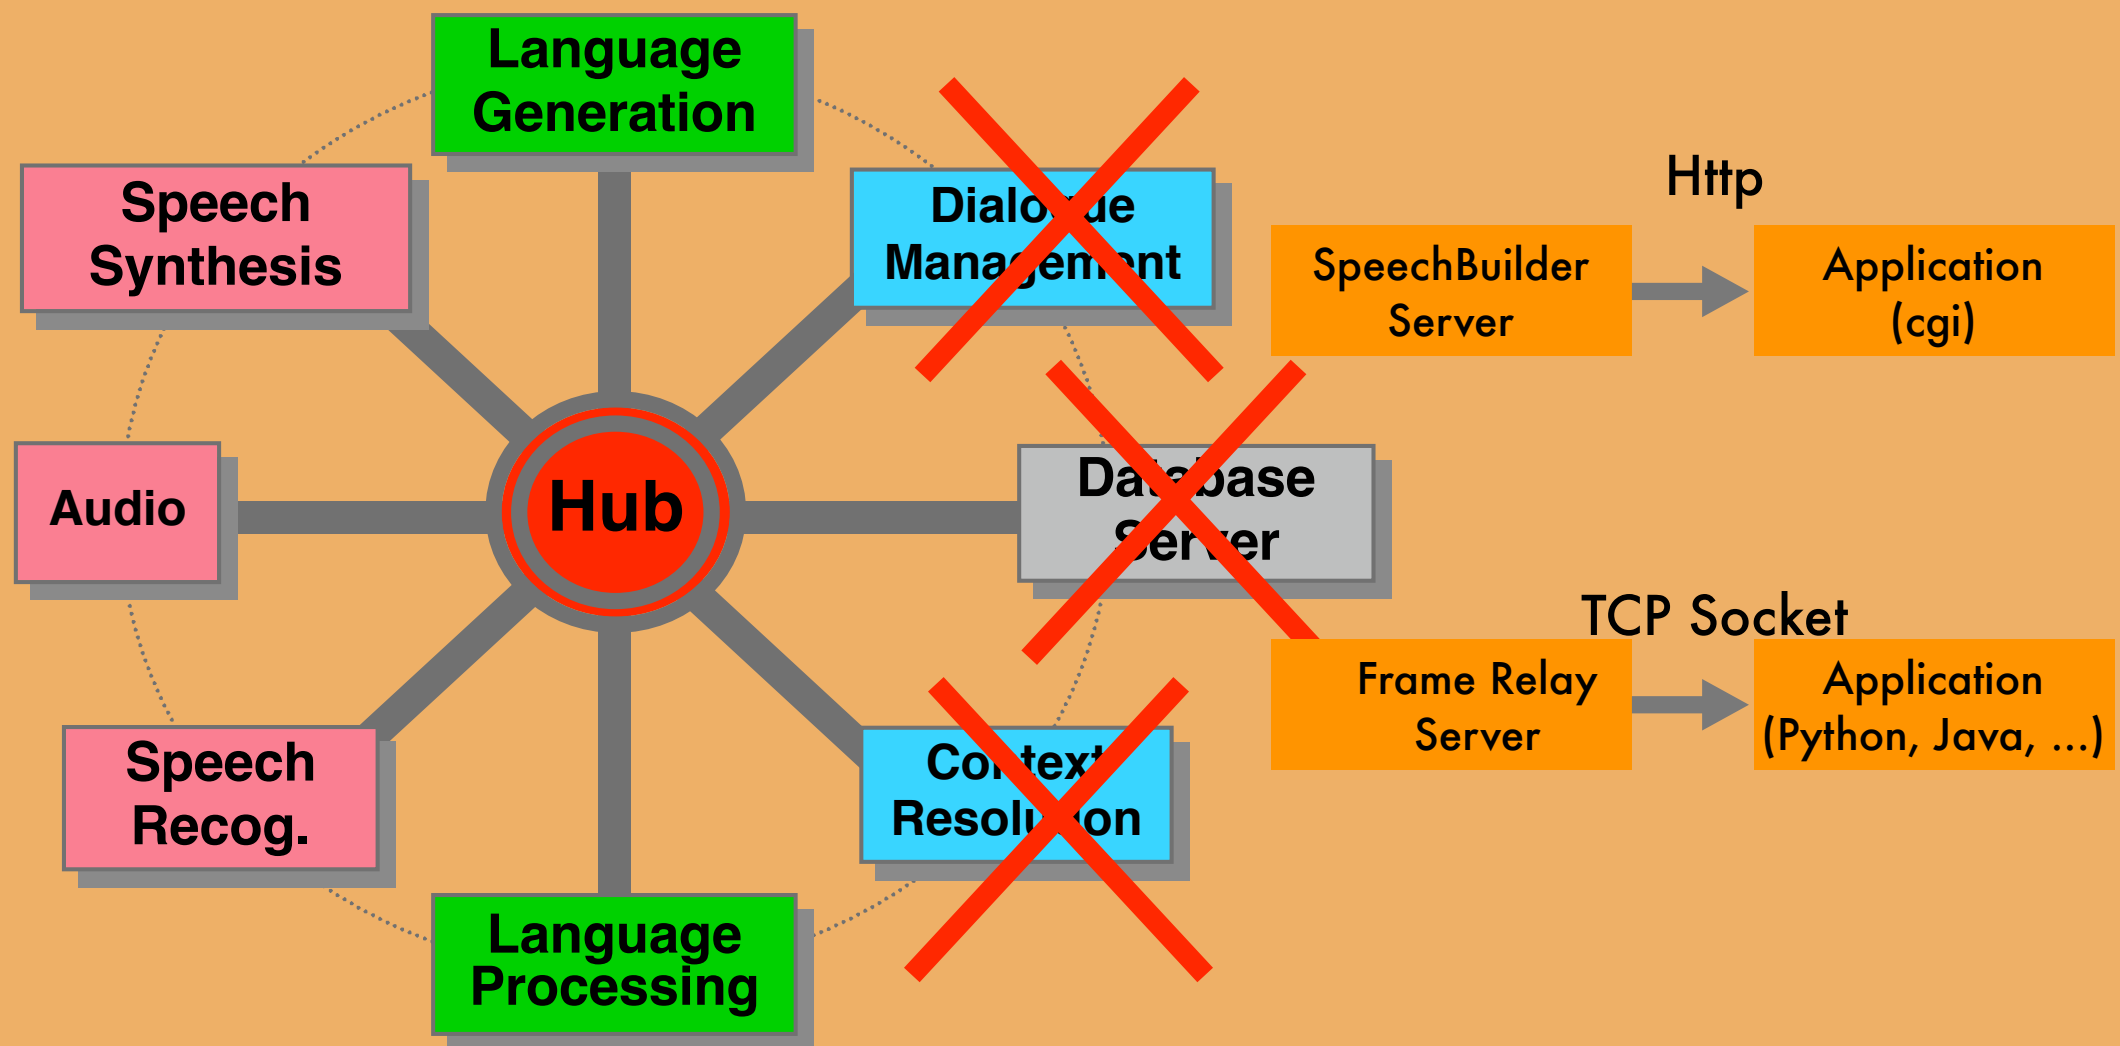 Language
Generation
Speech
Synthesis
Dialogue
Management
Http
SpeechBuilder
Server
Application
(cgi)
Audio
Hub
Database
Server
TCP Socket
Frame Relay
Server
Application
(Python, Java, ...)
Speech
Recog.
Context
Resolution
Language
Processing